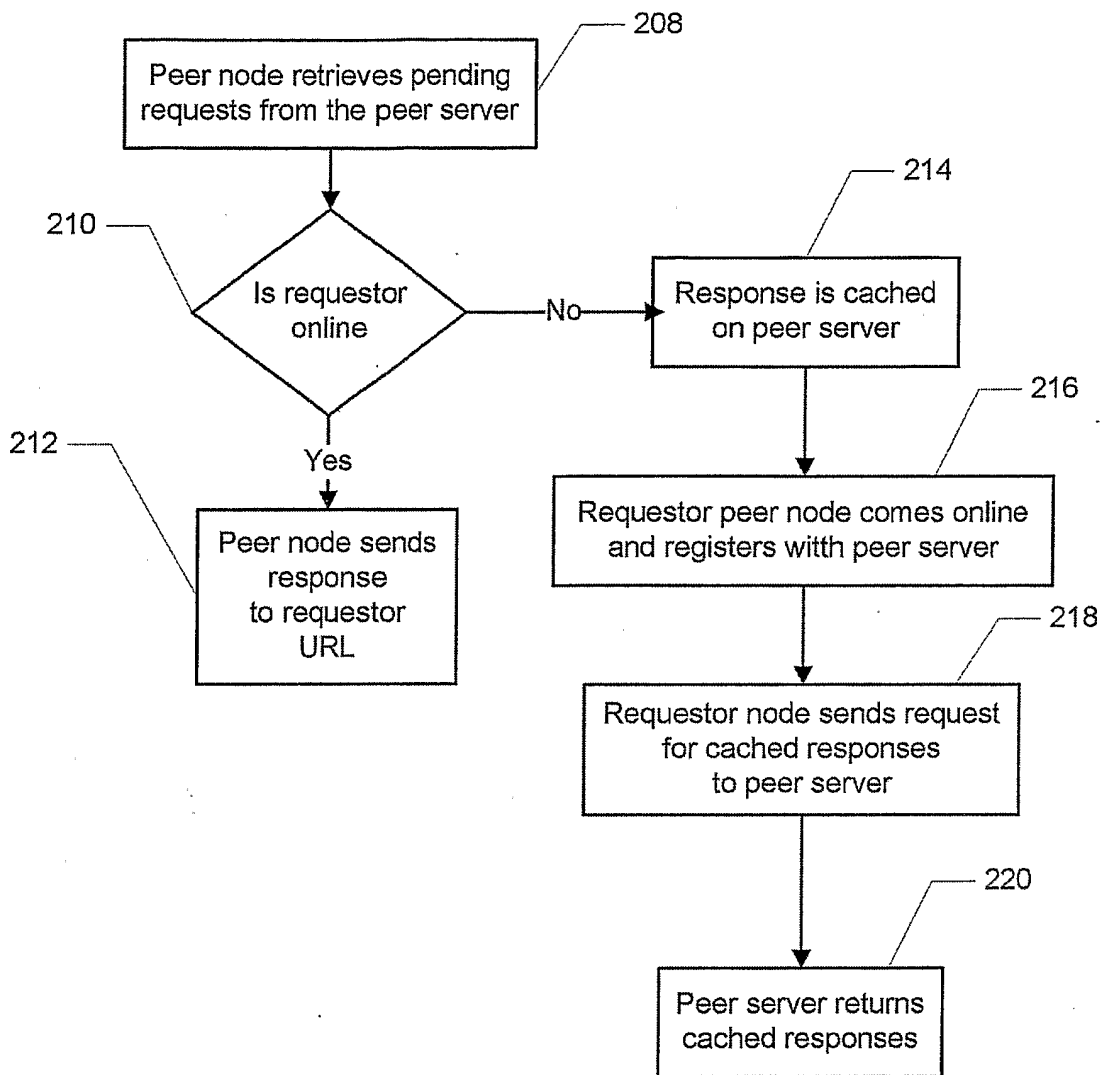 208
Peer node retrieves pending
requests from the peer server
214
210
Is requestor
online
No
Response is cached
on peer server
216
212
Yes
Peer node sends
response
to requestor
URL
Requestor peer node comes online
and registers witth peer server
218
Requestor node sends request
for cached responses
to peer server
220
Peer server returns
cached responses